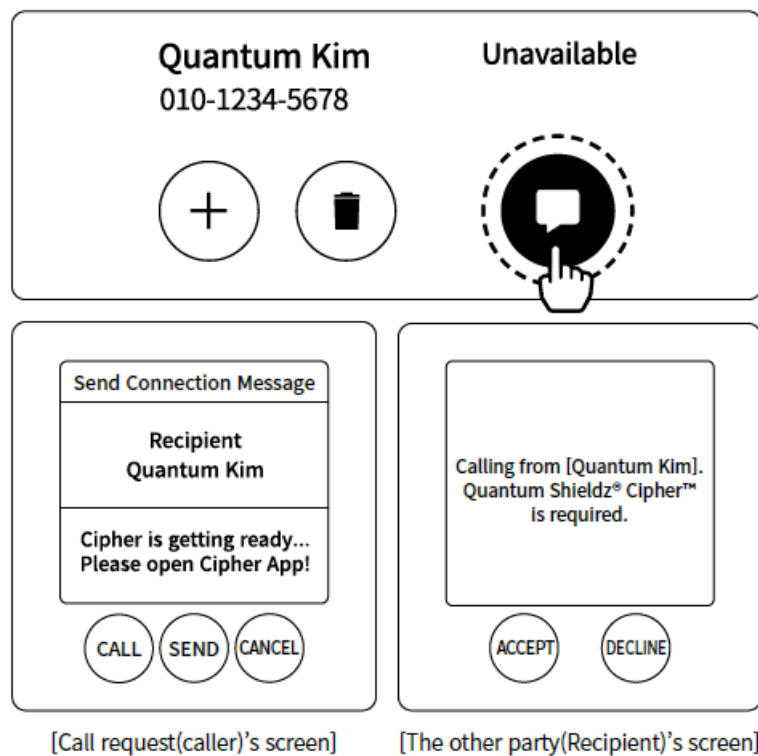 Quantum Kim
Unavailable
010-1234-5678
Send Connection Message
Recipient
Quantum Kim
Cipher is getting ready...
Please open Cipher App!
CALL
SEND
CANCEL
Calling from [Quantum Kim].
Quantum Shieldz® Cipher™
is required.
ACCEPT
DECLINE
[Call request(caller)'s screen]
[The other party(Recipient)'s screen]